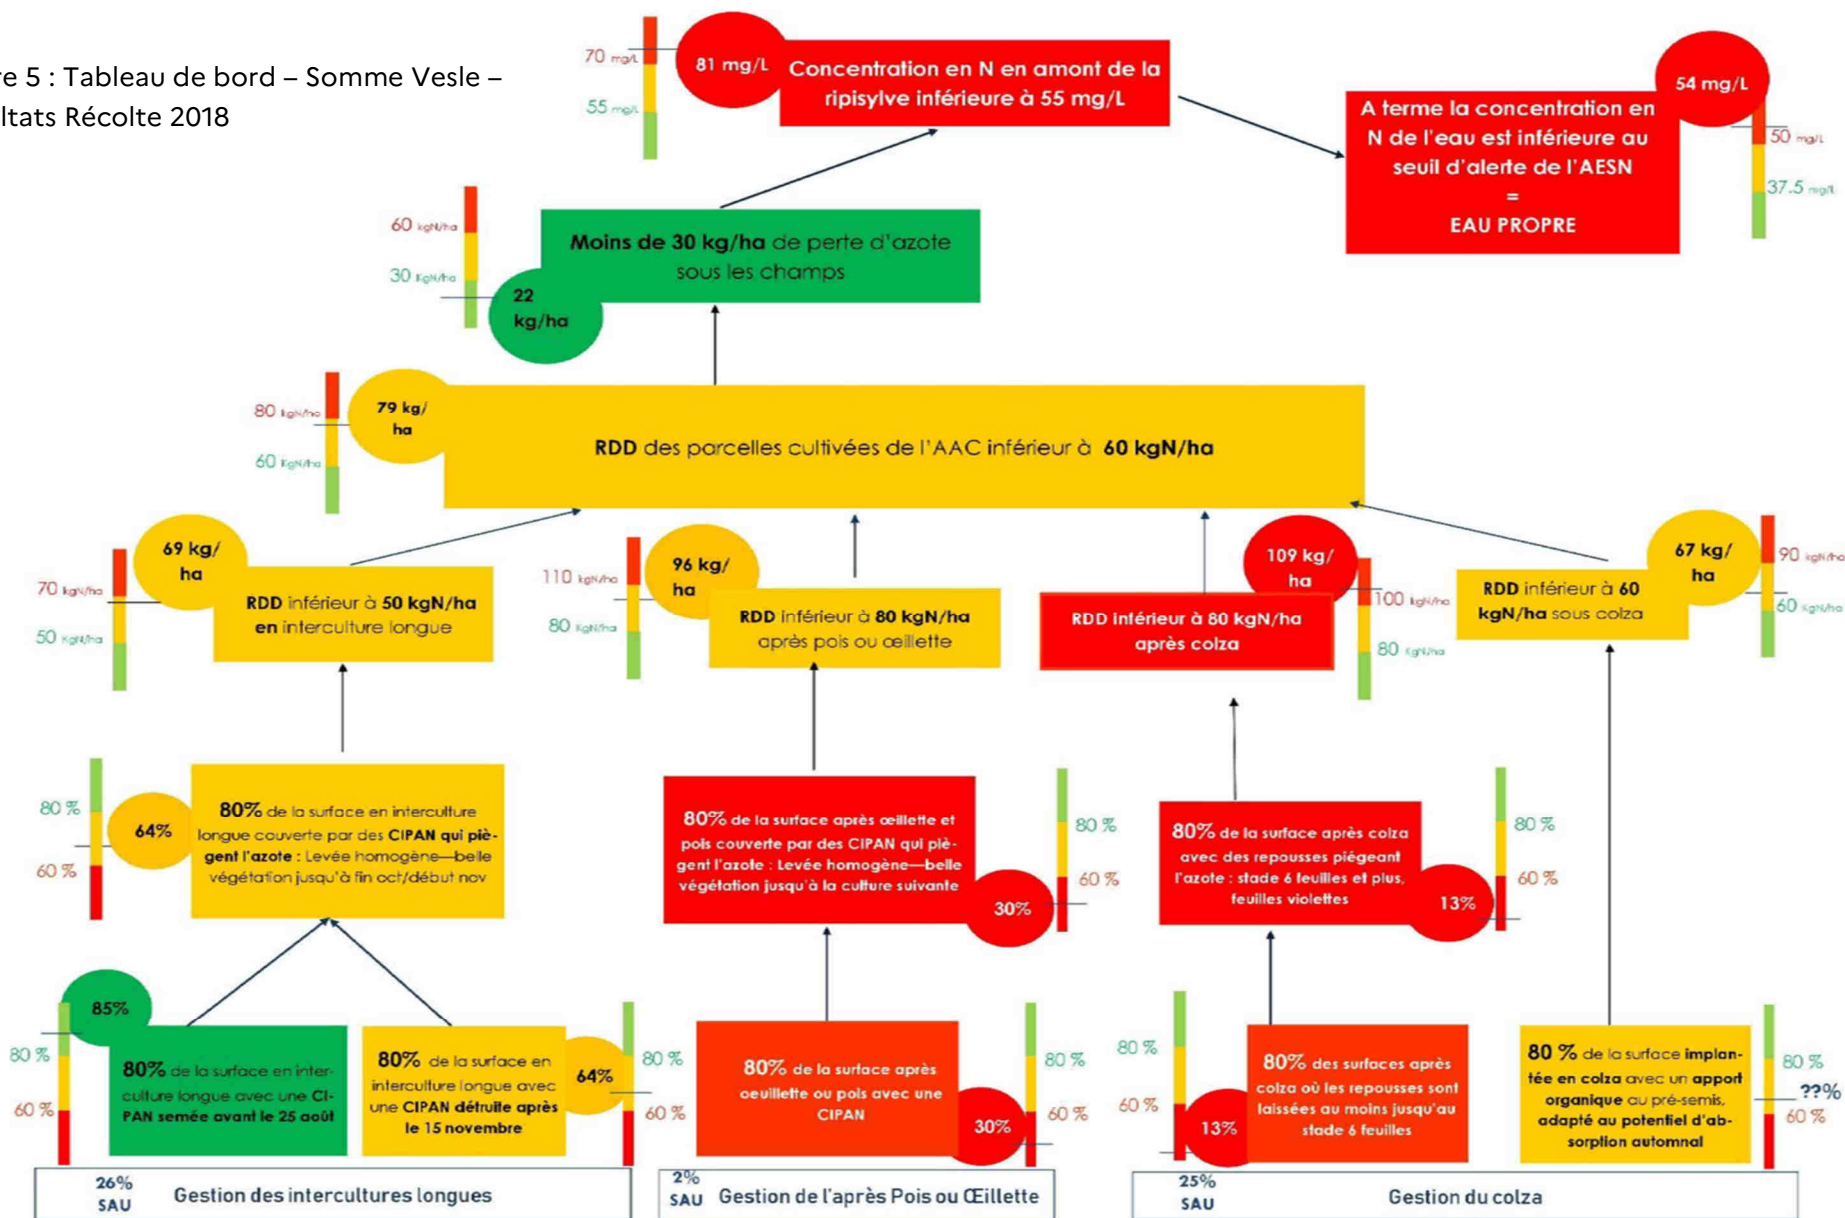 re 5 : Tableau de bord – Somme Vesle –
ltats Récolte 2018
70 mg/L
55 mg/L
81 mg/L
Concentration en N en amont de la
ripisylve inférieure à 55 mg/L
54 mg/L
A terme la concentration en
N de l'eau est inférieure au
seuil d'alerte de l'AESN
=
EAU PROPRE
50 mg/L
37.5 mg/L
60 kgN/ha
30 KgN/ha
Moins de 30 kg/ha de perte d'azote
sous les champs
22
kg/ha
80 kgN/ha
60 KgN/ha
79 kg/
ha
RDD des parcelles cultivées de l'AAC inférieur à 60 kgN/ha
70 kgN/ha
50 KgN/ha
69 kg/
ha
RDD inférieur à 50 kgN/ha
en interculture longue
110 kgN/ha
80 KgN/ha
96 kg/
ha
RDD inférieur à 80 kgN/ha
après pois ou œillette
109 kg/
ha
RDD inférieur à 80 kgN/ha
après colza
100 kgN/ha
80 KgN/ha
RDD inférieur à 60
kgN/ha sous colza
67 kg/
ha
90 kgN/ha
60 KgN/ha
80 %
60 %
64%
80% de la surface en interculture
longue couverte par des CIPAN qui piè-
gent l'azote : Levée homogène—belle
végétation jusqu'à fin oct/début nov
80% de la surface après œillette et
pois couverte par des CIPAN qui piè-
gent l'azote : Levée homogène—belle
végétation jusqu'à la culture suivante
30%
80 %
60 %
80% de la surface après colza
avec des repousses piégeant
l'azote : stade 6 feuilles et plus,
feuilles violettes
13%
80 %
60 %
85%
80 %
60 %
80% de la surface en inter-
culture longue avec une CI-
PAN semée avant le 25 août
80% de la surface en
interculture longue avec
une CIPAN détruite après
le 15 novembre
64%
80 %
60 %
80% de la surface après
oeuillette ou pois avec une
CIPAN
30%
80 %
60 %
80 %
60 %
13%
80% des surfaces après
colza où les repousses sont
laissées au moins jusqu'au
stade 6 feuilles
80 % de la surface implan-
tée en colza avec un apport
organique au pré-semis,
adapté au potentiel d'ab-
sorption automnal
80 %
??%
60 %
26%
SAU
Gestion des intercultures longues
2%
SAU
Gestion de l'après Pois ou Œillette
25%
SAU
Gestion du colza